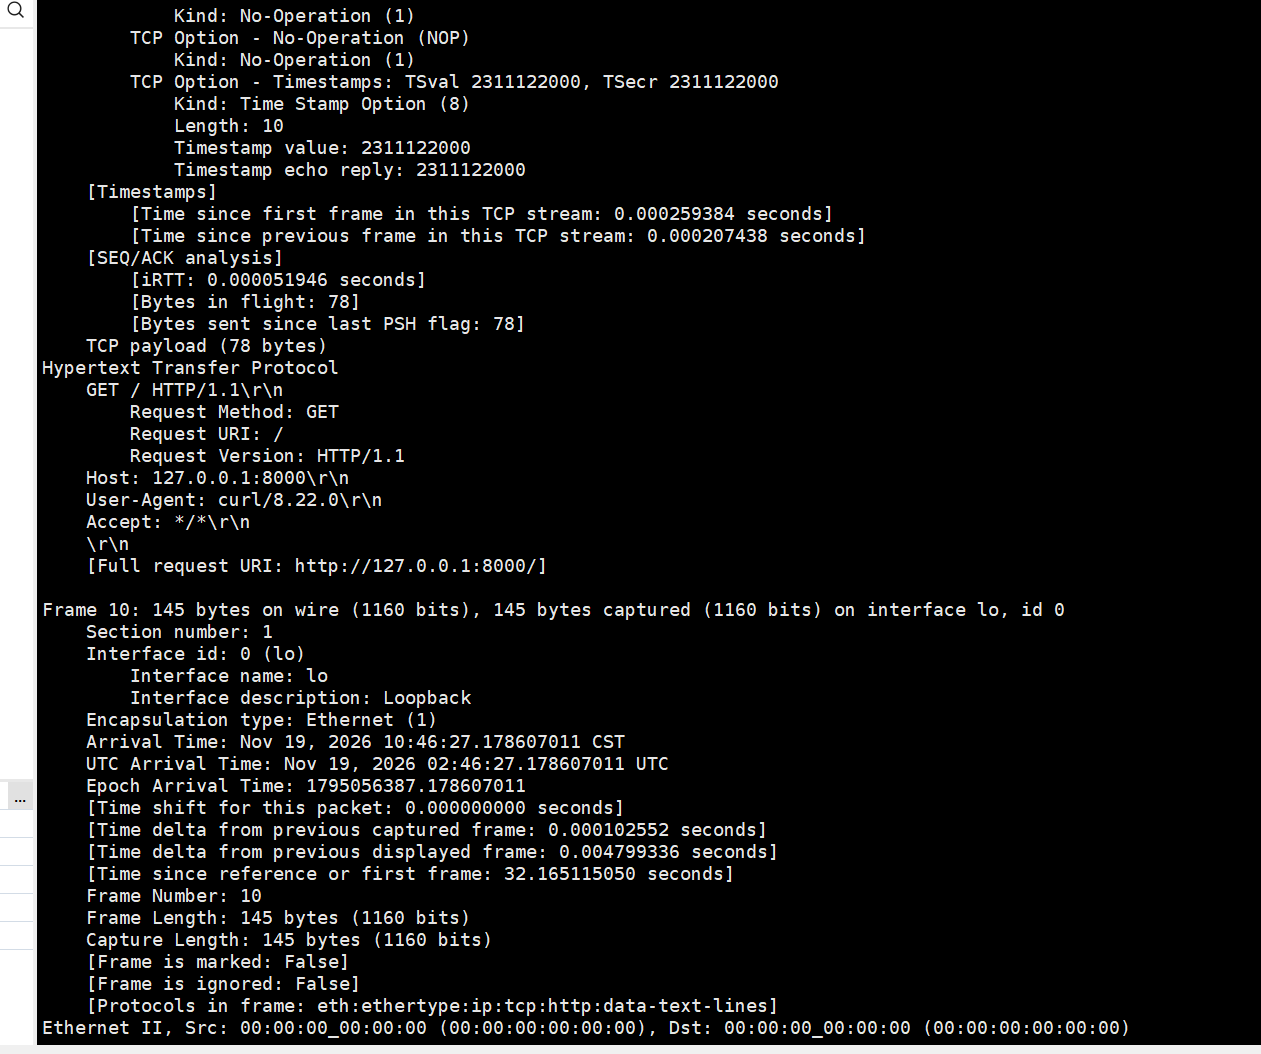 Kind: No-Operation (1)
TCP Option - No-Operation (NOP)
Kind: No-Operation (1)
TCP Option - Timestamps: TSval 2311122000, TSecr 2311122000
Kind: Time Stamp Option (8)
Length: 10
Timestamp value: 2311122000
Timestamp echo reply: 2311122000
[Timestamps]
[Time since first frame in this TCP stream: 0.000259384 seconds]
[Time since previous frame in this TCP stream: 0.000207438 seconds]
[SEQ/ACK analysis]
[iRTT: 0.000051946 seconds]
[Bytes in flight: 78]
[Bytes sent since last PSH flag: 78]
TCP payload (78 bytes)
Hypertext Transfer Protocol
GET / HTTP/1.1\r\n
Request Method: GET
Request URI: /
Request Version: HTTP/1.1
Host: 127.0.0.1:8000\r\n
User-Agent: curl/8.22.0\r\n
Accept: */*\r\n
\r\n
[Full request URI: http://127.0.0.1:8000/]
Frame 10: 145 bytes on wire (1160 bits), 145 bytes captured (1160 bits) on interface lo, id 0
Section number: 1
Interface id: 0 (lo)
Interface name: lo
Interface description: Loopback
Encapsulation type: Ethernet (1)
Arrival Time: Nov 19, 2026 10:46:27.178607011 CST
UTC Arrival Time: Nov 19, 2026 02:46:27.178607011 UTC
Epoch Arrival Time: 1795056387.178607011
[Time shift for this packet: 0.000000000 seconds]
[Time delta from previous captured frame: 0.000102552 seconds]
[Time delta from previous displayed frame: 0.004799336 seconds]
[Time since reference or first frame: 32.165115050 seconds]
Frame Number: 10
Frame Length: 145 bytes (1160 bits)
Capture Length: 145 bytes (1160 bits)
[Frame is marked: False]
[Frame is ignored: False]
[Protocols in frame: eth:ethertype:ip:tcp:http:data-text-lines]
Ethernet II, Src: 00:00:00_00:00:00 (00:00:00:00:00:00), Dst: 00:00:00_00:00:00 (00:00:00:00:00:00)
...